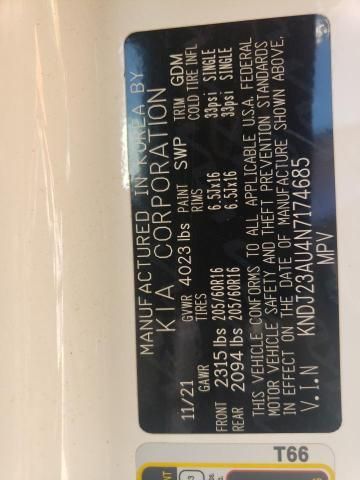 MANUFACTURED IN KOREA BY
KIA CORPORATION
11/21 GVWR 4023 lbs PAINT SWP TRIM GDM
GAWR TIRES RIMS COLD TIRE INFL
FRONT 2315 lbs 205/60R16 6.5Jx16 33psi SINGLE
REAR 2094 lbs 205/60R16 6.5Jx16 33psi SINGLE
THIS VEHICLE CONFORMS TO ALL APPLICABLE U.S.A. FEDERAL
MOTOR VEHICLE SAFETY AND THEFT PREVENTION STANDARDS
IN EFFECT ON THE DATE OF MANUFACTURE SHOWN ABOVE.
V.I.N KNDJ23AU4N7174685
MPV
T66